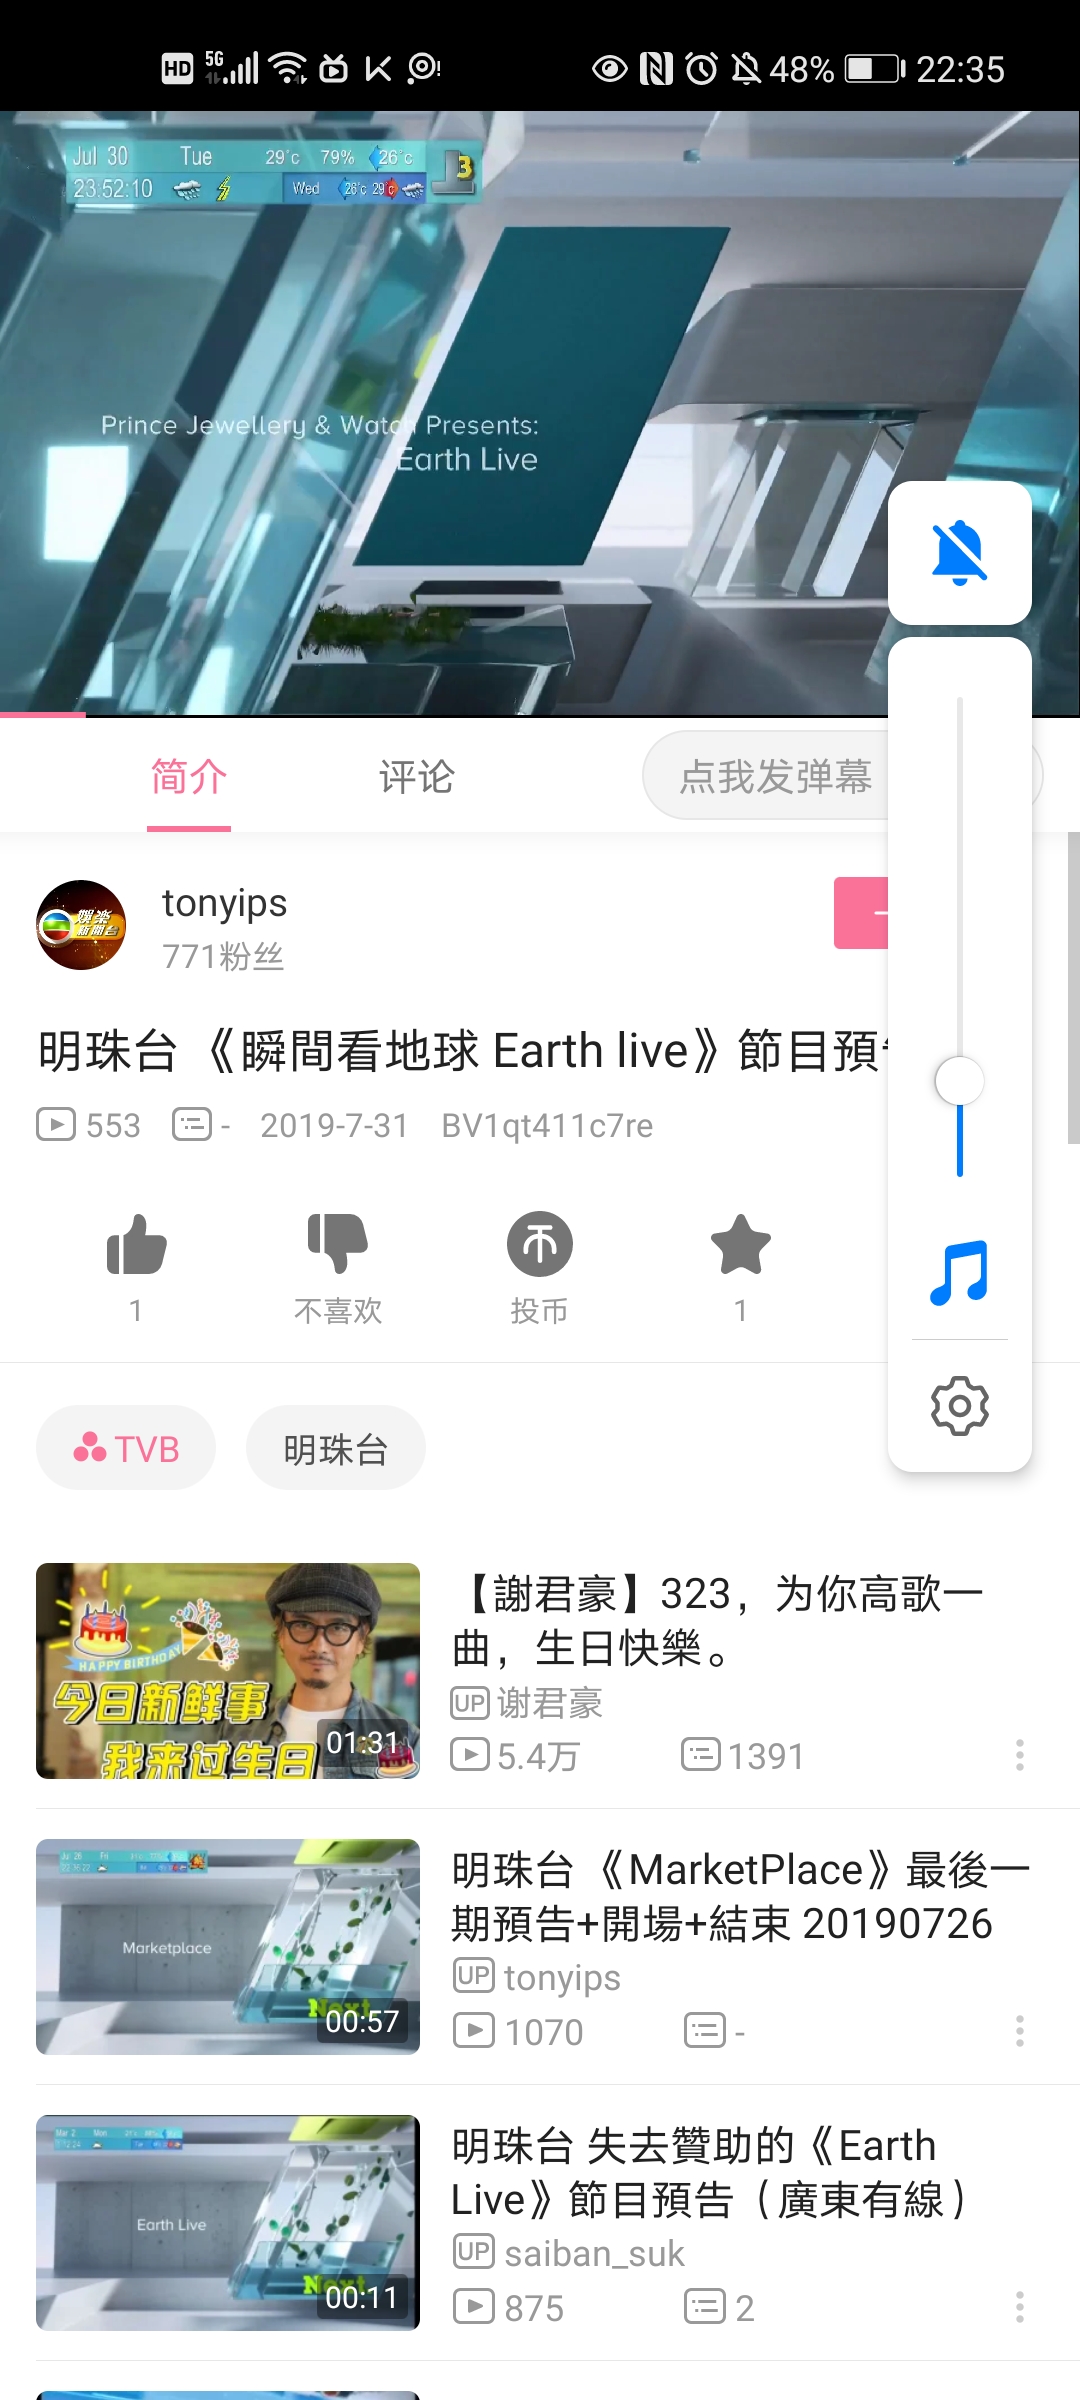 HD 5G 48% 22:35
Jul 30 Tue 29°c 79% 26°c 3
23:52:10 Wed 26°c 29°c
Prince Jewellery & Watch Presents:
Earth Live
简介 评论 点我发弹幕
tonyips
771粉丝
明珠台 《瞬間看地球 Earth live》節目預
553 - 2019-7-31 BV1qt411c7re
1 不喜欢 投币 1
TVB 明珠台
HAPPY BIRTHDAY
今日新鲜事
我来过生日
01:31
【謝君豪】323，为你高歌一
曲，生日快樂。
UP 谢君豪
5.4万 1391
Marketplace
Next
00:57
明珠台 《MarketPlace》最後一
期預告+開場+結束 20190726
UP tonyips
1070 -
Earth Live
Next
00:11
明珠台 失去贊助的《Earth
Live》節目預告（廣東有線）
UP saiban_suk
875 2